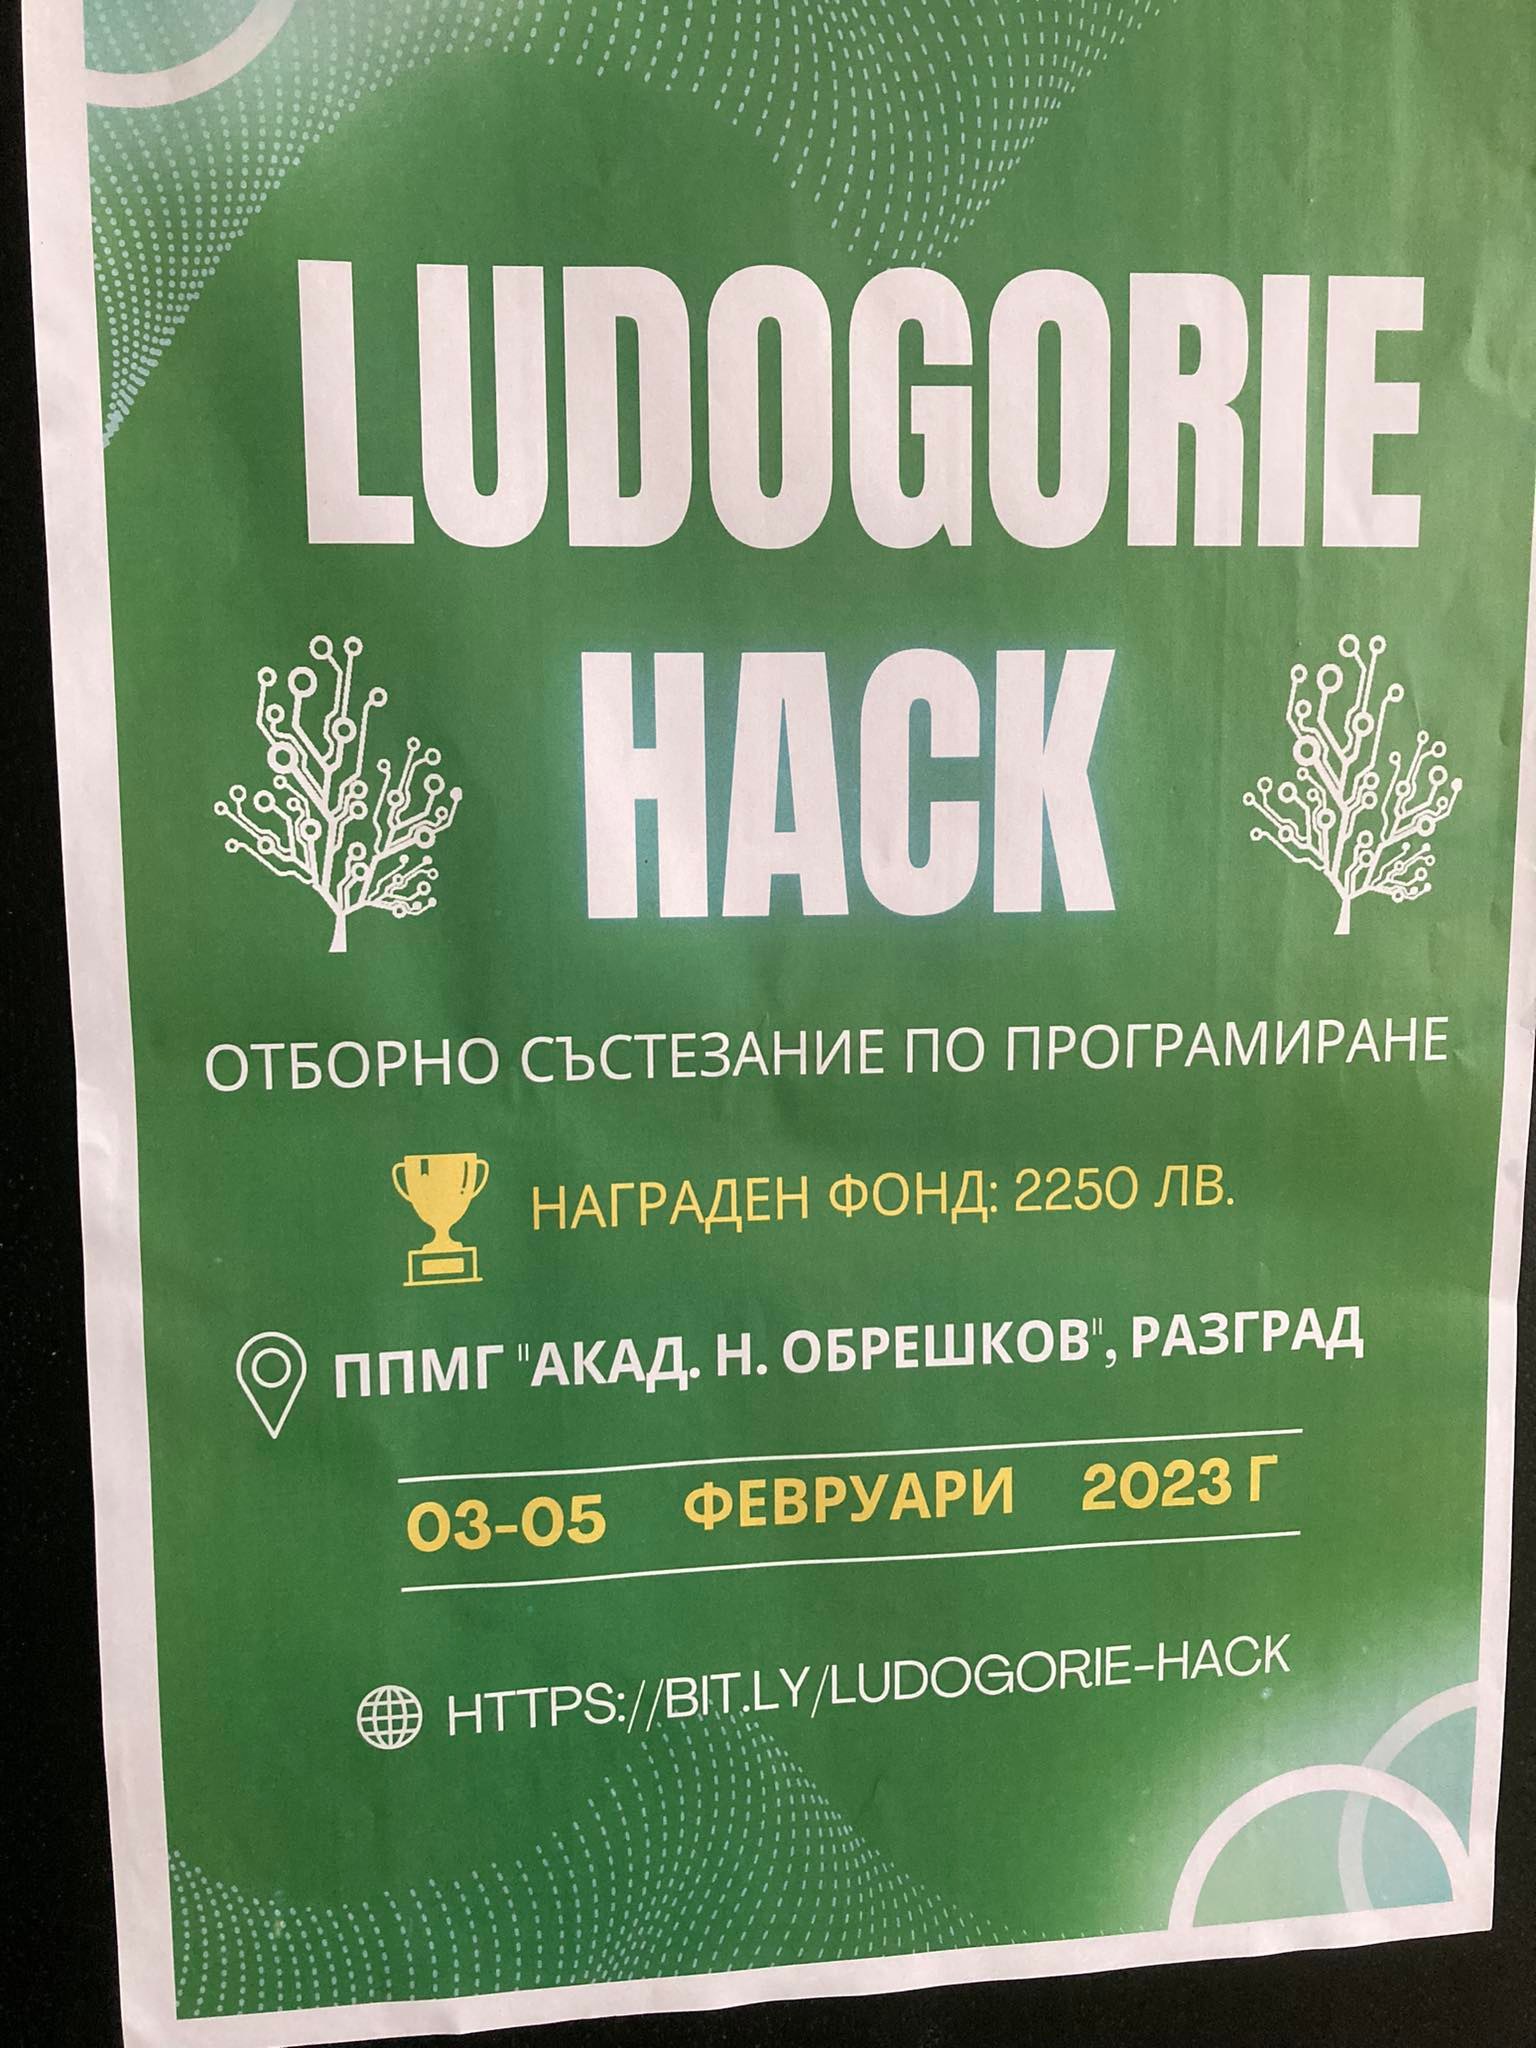 LUDOGORIE
HACK
ОТБОРНО СЪСТЕЗАНИЕ ПО ПРОГРАМИРАНЕ
НАГРАДЕН ФОНД: 2250 ЛВ.
ППМГ "АКАД. Н. ОБРЕШКОВ", РАЗГРАД
03-05 ФЕВРУАРИ 2023 Г
HTTPS://BIT.LY/LUDOGORIE-HACK